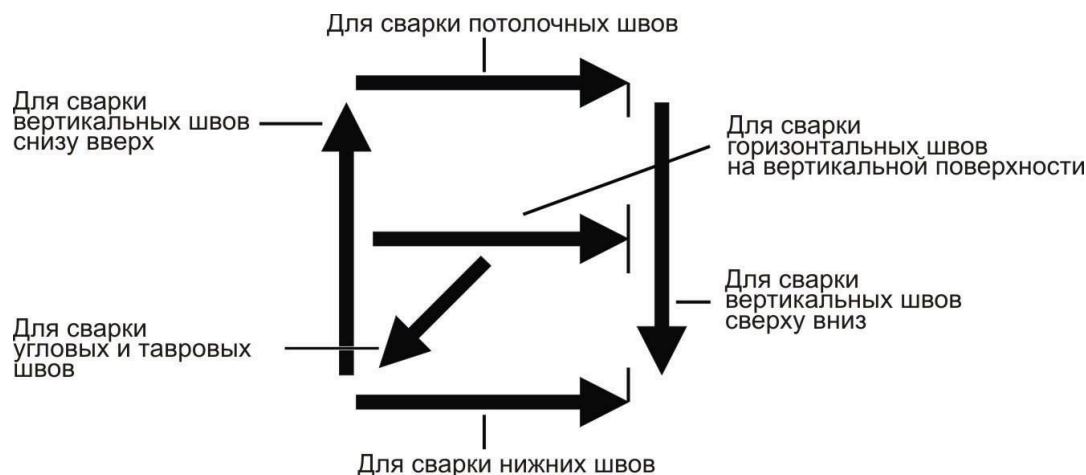 Для сварки потолочных швов
Для сварки
вертикальных швов
снизу вверх
Для сварки
горизонтальных швов
на вертикальной поверхности
Для сварки
вертикальных швов
сверху вниз
Для сварки
угловых и тавровых
швов
Для сварки нижних швов